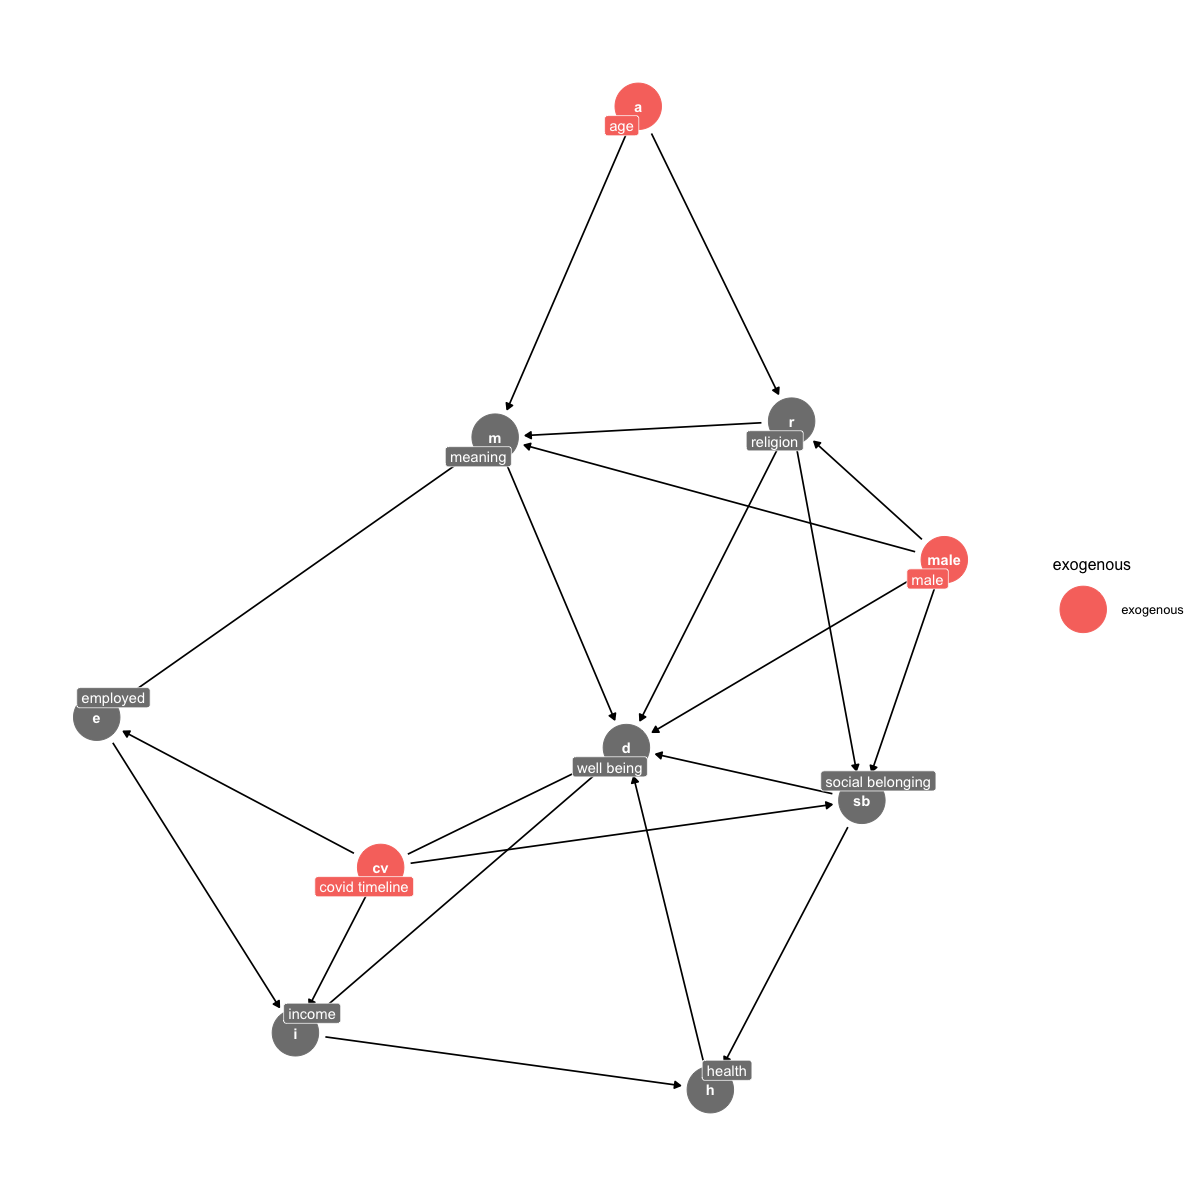 a
age
m
meaning
r
religion
male
male
exogenous
exogenous
employed
e
d
well being
social belonging
sb
cv
covid timeline
income
i
health
h